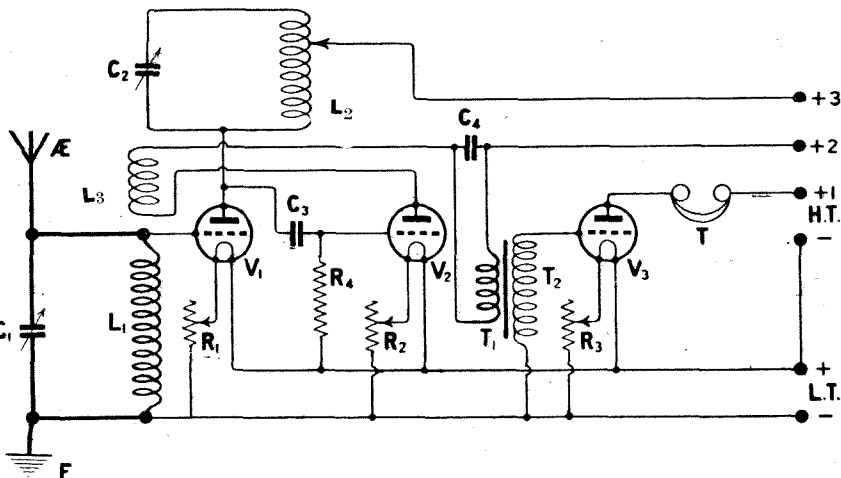 C₂
L₂
+3
C₄
+2
Æ
L₃
C₃
+1
H.T.
T
−
V₁
V₂
V₃
R₄
T₂
L₁
C₁
R₁
R₂
T₁
R₃
+
L.T.
−
E